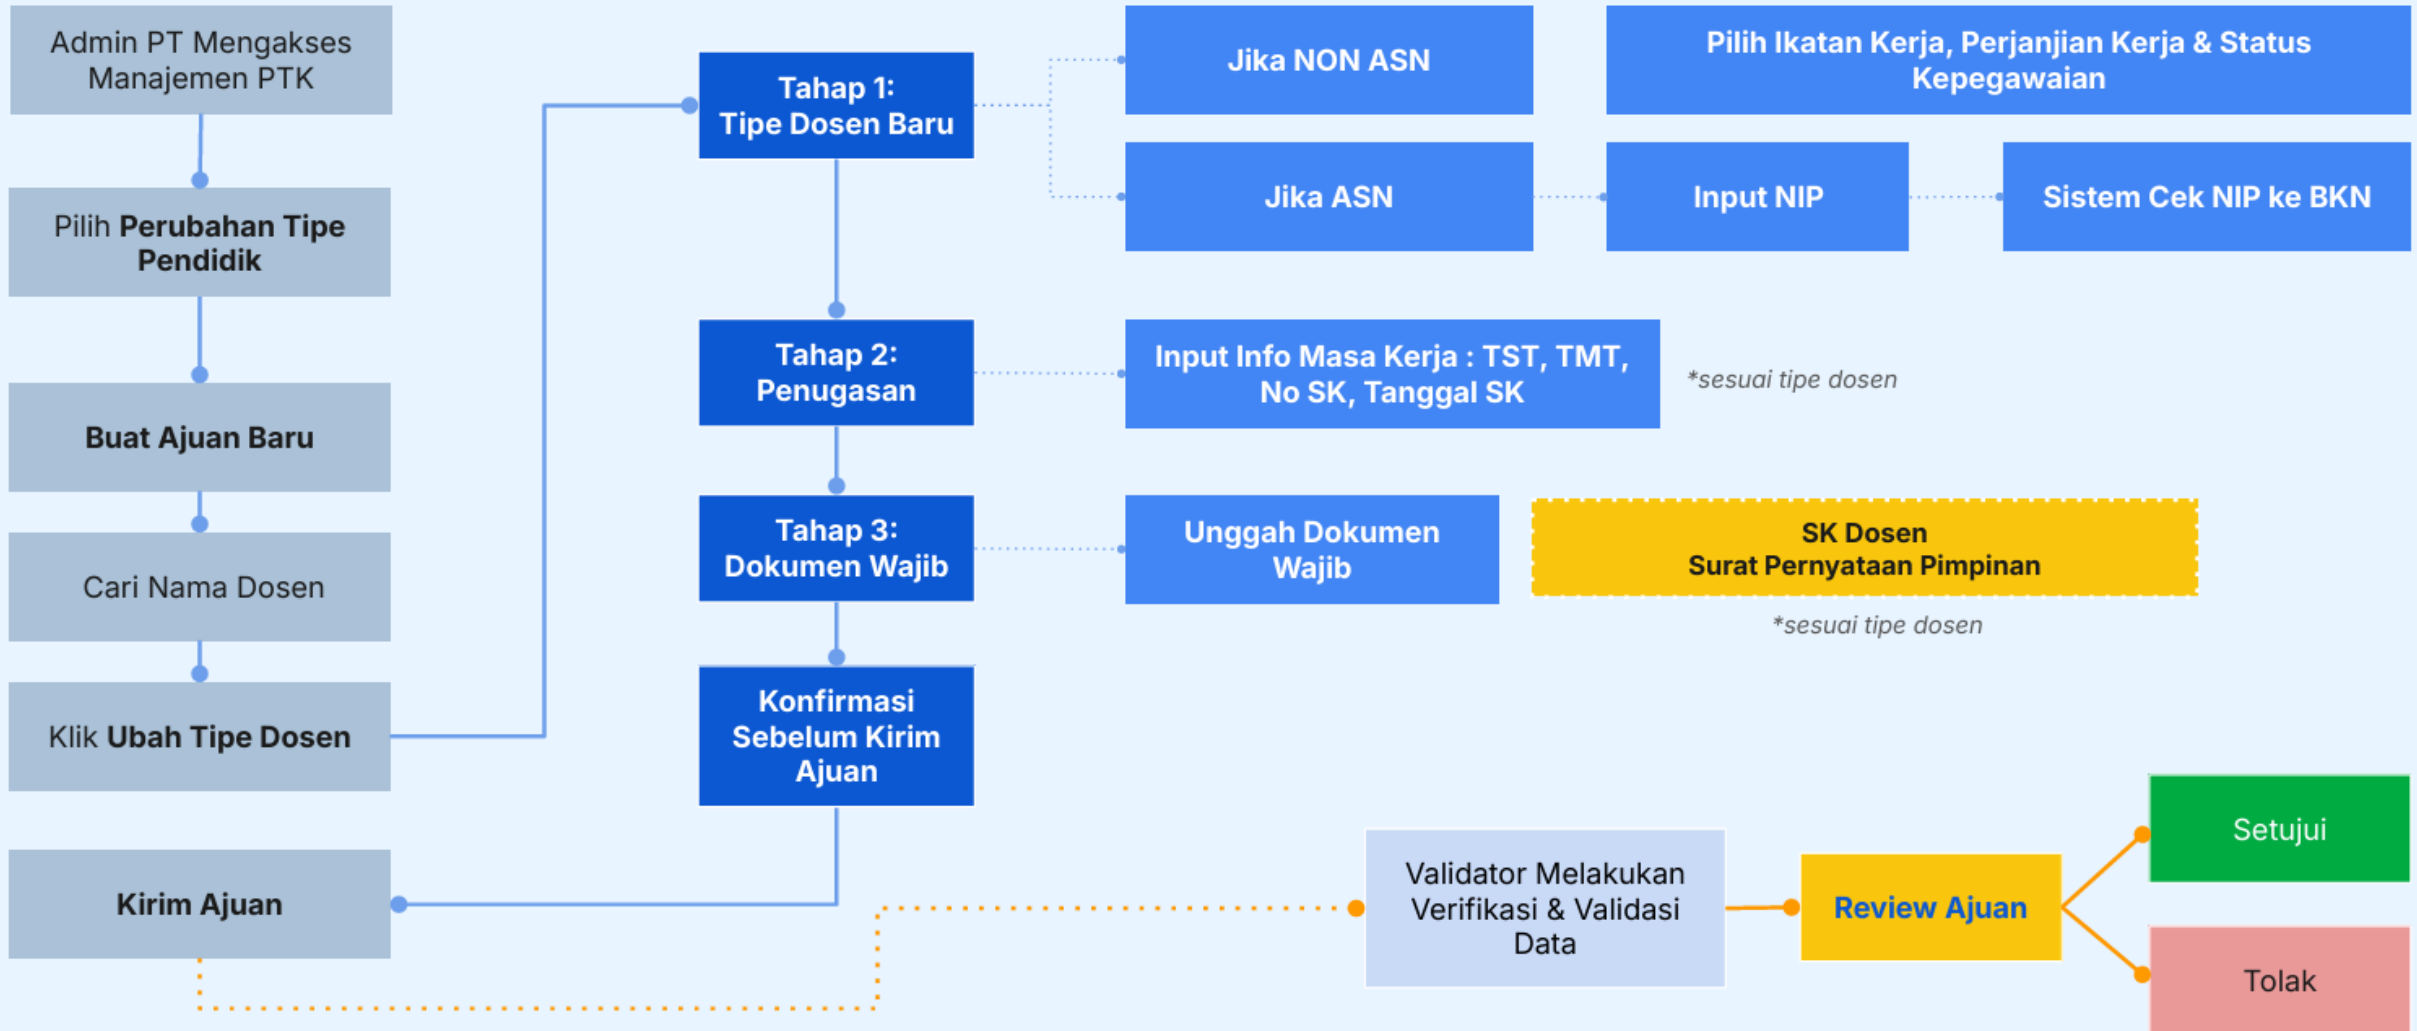 Admin PT Mengakses
Manajemen PTK
Pilih Perubahan Tipe
Pendidik
Buat Ajuan Baru
Cari Nama Dosen
Klik Ubah Tipe Dosen
Kirim Ajuan
Tahap 1:
Tipe Dosen Baru
Jika NON ASN
Pilih Ikatan Kerja, Perjanjian Kerja & Status
Kepegawaian
Jika ASN
Input NIP
Sistem Cek NIP ke BKN
Tahap 2:
Penugasan
Input Info Masa Kerja : TST, TMT,
No SK, Tanggal SK
*sesuai tipe dosen
Tahap 3:
Dokumen Wajib
Unggah Dokumen
Wajib
SK Dosen
Surat Pernyataan Pimpinan
*sesuai tipe dosen
Konfirmasi
Sebelum Kirim
Ajuan
Validator Melakukan
Verifikasi & Validasi
Data
Review Ajuan
Setujui
Tolak